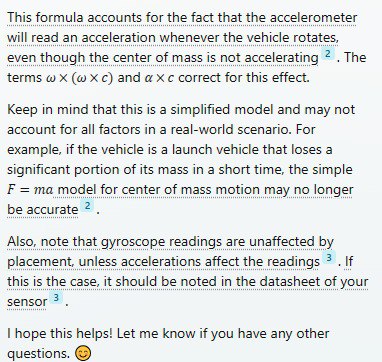 This formula accounts for the fact that the accelerometer
will read an acceleration whenever the vehicle rotates,
even though the center of mass is not accelerating 2 . The
terms ω × (ω × c) and α × c correct for this effect.
Keep in mind that this is a simplified model and may not
account for all factors in a real-world scenario. For
example, if the vehicle is a launch vehicle that loses a
significant portion of its mass in a short time, the simple
F = ma model for center of mass motion may no longer
be accurate 2 .
Also, note that gyroscope readings are unaffected by
placement, unless accelerations affect the readings 3 . If
this is the case, it should be noted in the datasheet of your
sensor 3 .
I hope this helps! Let me know if you have any other
questions. 😊